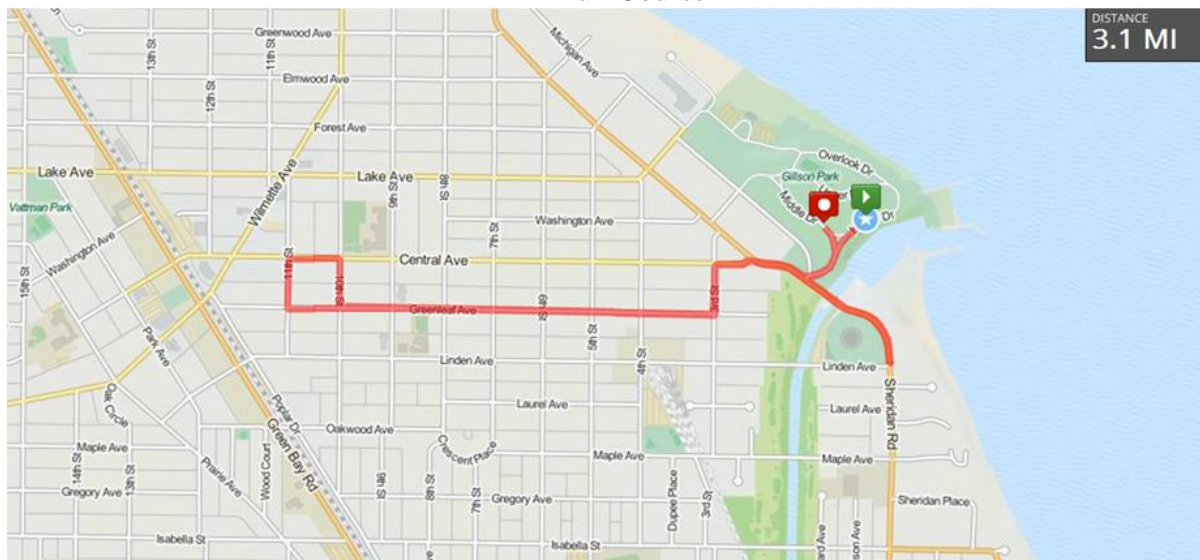 DISTANCE
3.1 MI
Greenwood Ave
13th St
11th St
Michigan Ave
Elmwood Ave
12th St
Forest Ave
Lake Ave
Wilmette Ave
Lake Ave
9th St
8th St
Overlook Dr
Gillson Park
Middle Dr
Dr
Vattman Park
Washington Ave
7th St
Washington Ave
15th St
11th St
Central Ave
10th St
Greenleaf Ave
6th St
3rd St
5th St
4th St
Park Ave
Linden Ave
Linden Ave
Sheridan Rd
Oak Circle
Poplar Dr
Laurel Ave
Laurel Ave
Oakwood Ave
Green Bay Rd
Crescent Place
Maple Ave
Maple Ave
Maple Ave
Prairie Ave
Wood Court
14th St
13th St
Gregory Ave
9th St
8th St
7th St
Gregory Ave
Dupee Place
3rd St
Sheridan Place
Isabella St
Isabella St